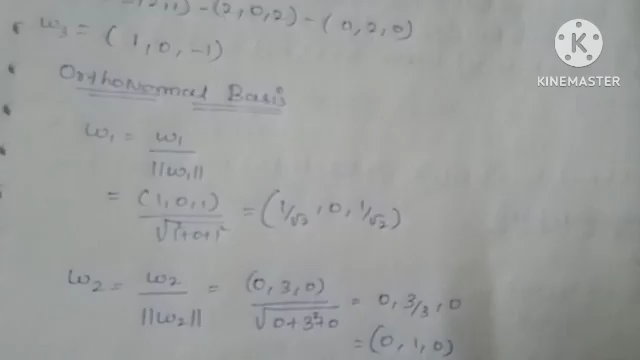 2,1) - (2,0,2) - (0,2,0)
w₃ = (1, 0, -1)
KINEMASTER
OrthoNormal Basis
w₁ = w₁ / ||w₁||
= (1, 0, 1) / √1²+0+1² = (1/√2, 0, 1/√2)
w₂ = w₂ / ||w₂|| = (0, 3, 0) / √0+3²+0 = 0, 3/3, 0
= (0, 1, 0)